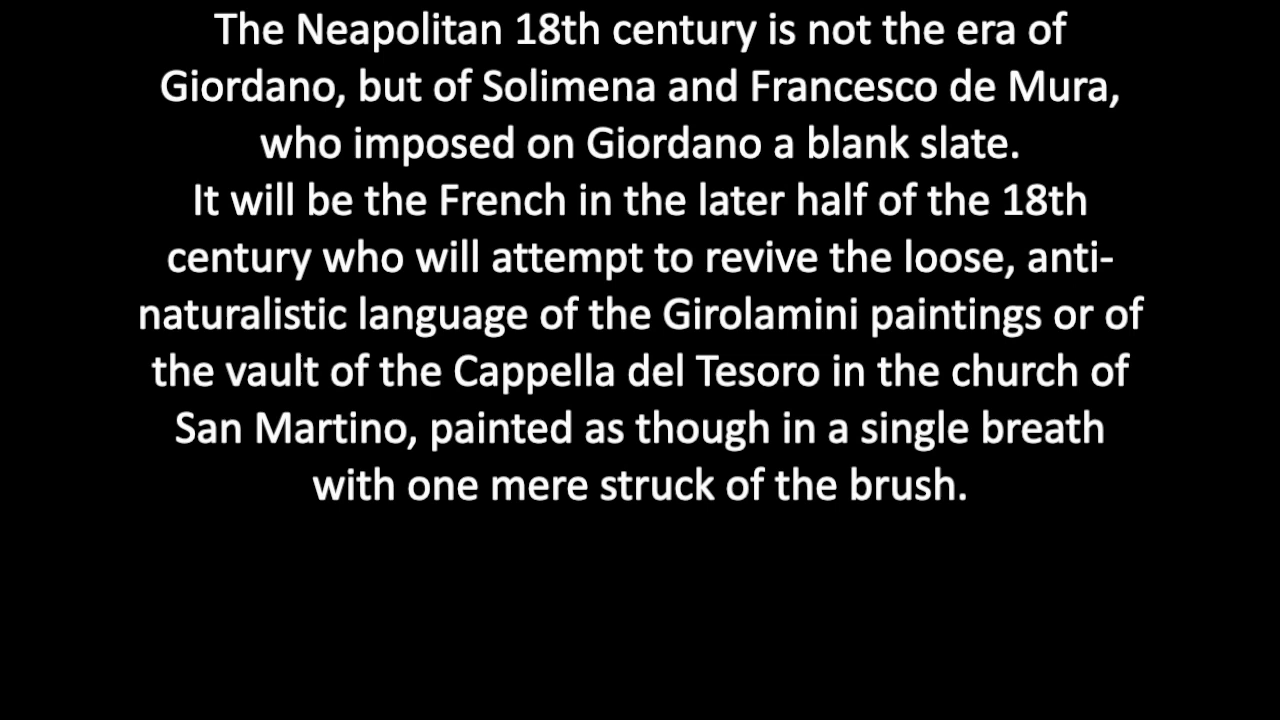 The Neapolitan 18th century is not the era of
Giordano, but of Solimena and Francesco de Mura,
who imposed on Giordano a blank slate.
It will be the French in the later half of the 18th
century who will attempt to revive the loose, anti-
naturalistic language of the Girolamini paintings or of
the vault of the Cappella del Tesoro in the church of
San Martino, painted as though in a single breath
with one mere struck of the brush.